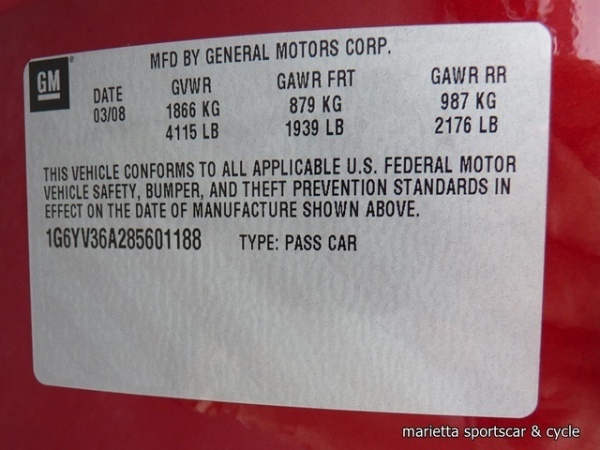 MFD BY GENERAL MOTORS CORP.
GM
DATE GVWR GAWR FRT GAWR RR
03/08 1866 KG 879 KG 987 KG
4115 LB 1939 LB 2176 LB
THIS VEHICLE CONFORMS TO ALL APPLICABLE U.S. FEDERAL MOTOR
VEHICLE SAFETY, BUMPER, AND THEFT PREVENTION STANDARDS IN
EFFECT ON THE DATE OF MANUFACTURE SHOWN ABOVE.
1G6YV36A285601188 TYPE: PASS CAR
marietta sportscar & cycle